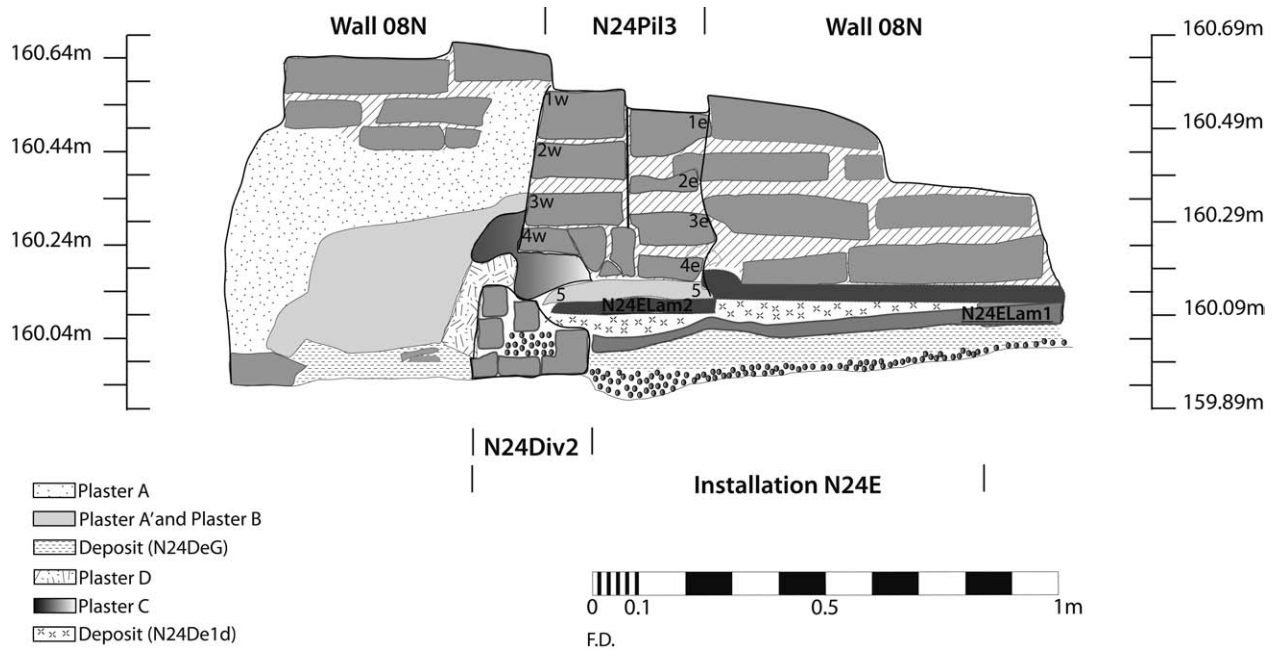 Wall 08N
N24Pil3
Wall 08N
160.64m
160.44m
160.24m
160.04m
160.69m
160.49m
160.29m
160.09m
159.89m
1w
1e
2w
2e
3w
3e
4w
4e
5
5
N24ELam2
N24ELam1
N24Div2
Installation N24E
Plaster A
Plaster A'and Plaster B
Deposit (N24DeG)
Plaster D
Plaster C
Deposit (N24De1d)
0 0.1 0.5 1m
F.D.